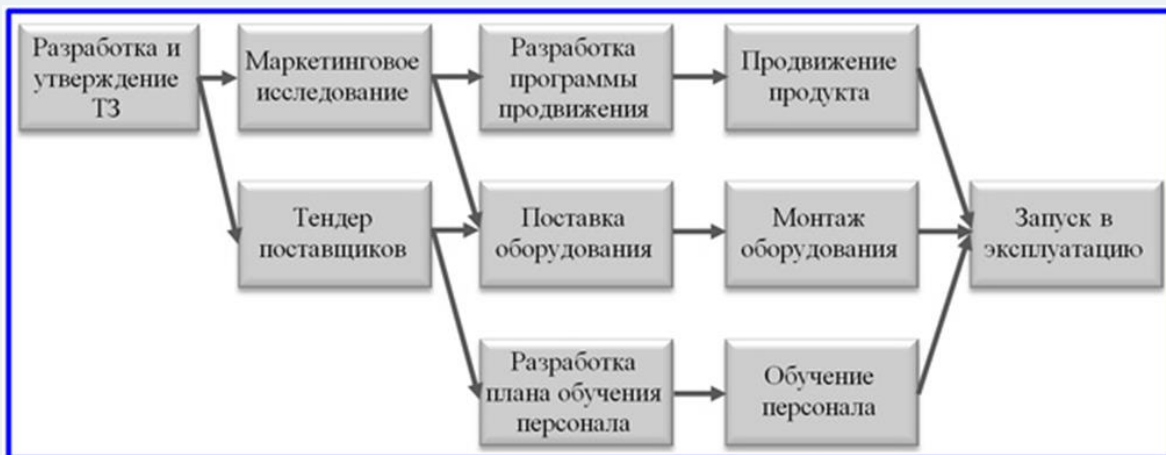 Разработка и
утверждение
ТЗ
Маркетинговое
исследование
Разработка
программы
продвижения
Продвижение
продукта
Тендер
поставщиков
Поставка
оборудования
Монтаж
оборудования
Запуск в
эксплуатацию
Разработка
плана обучения
персонала
Обучение
персонала